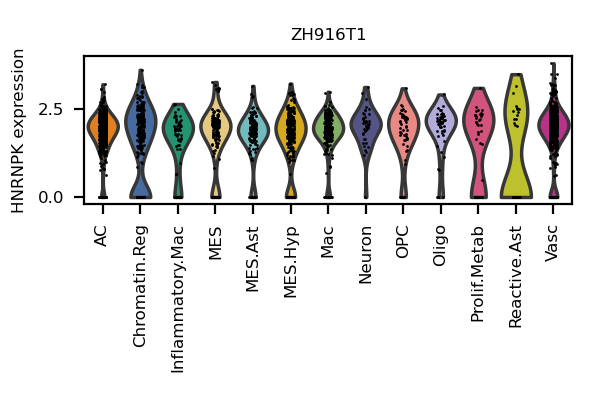 ZH916T1
HNRNPK expression
2.5
0.0
AC
Chromatin.Reg
Inflammatory.Mac
MES
MES.Ast
MES.Hyp
Mac
Neuron
OPC
Oligo
Prolif.Metab
Reactive.Ast
Vasc